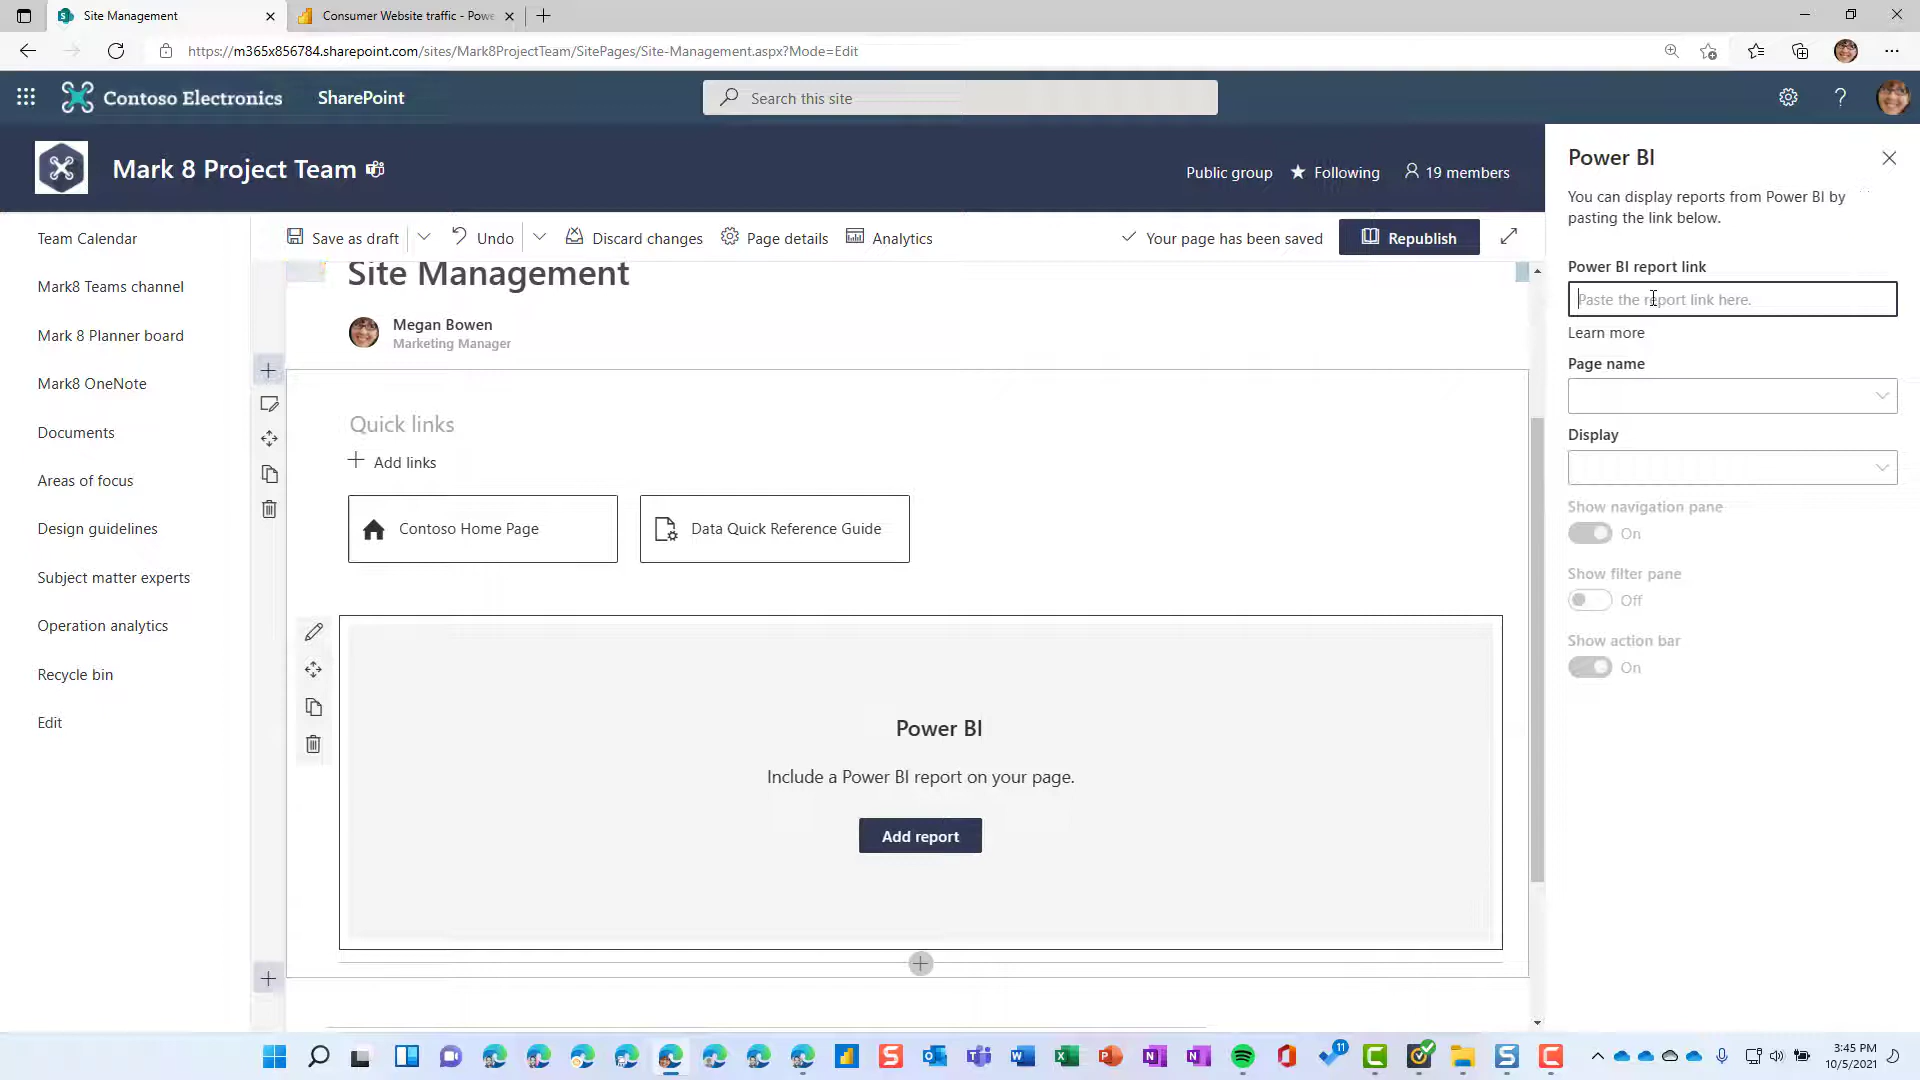 Site Management
Consumer Website traffic - Powe
https://m365x856784.sharepoint.com/sites/Mark8ProjectTeam/SitePages/Site-Management.aspx?Mode=Edit
Contoso Electronics
SharePoint
Search this site
Mark 8 Project Team
Public group
Following
19 members
Save as draft
Undo
Discard changes
Page details
Analytics
Your page has been saved
Republish
Team Calendar
Mark8 Teams channel
Mark 8 Planner board
Mark8 OneNote
Documents
Areas of focus
Design guidelines
Subject matter experts
Operation analytics
Recycle bin
Edit
Site Management
Megan Bowen
Marketing Manager
Quick links
Add links
Contoso Home Page
Data Quick Reference Guide
Power BI
Include a Power BI report on your page.
Add report
Power BI
You can display reports from Power BI by
pasting the link below.
Power BI report link
Paste the report link here.
Learn more
Page name
Display
Show navigation pane
On
Show filter pane
Off
Show action bar
On
11
3:45 PM
10/5/2021